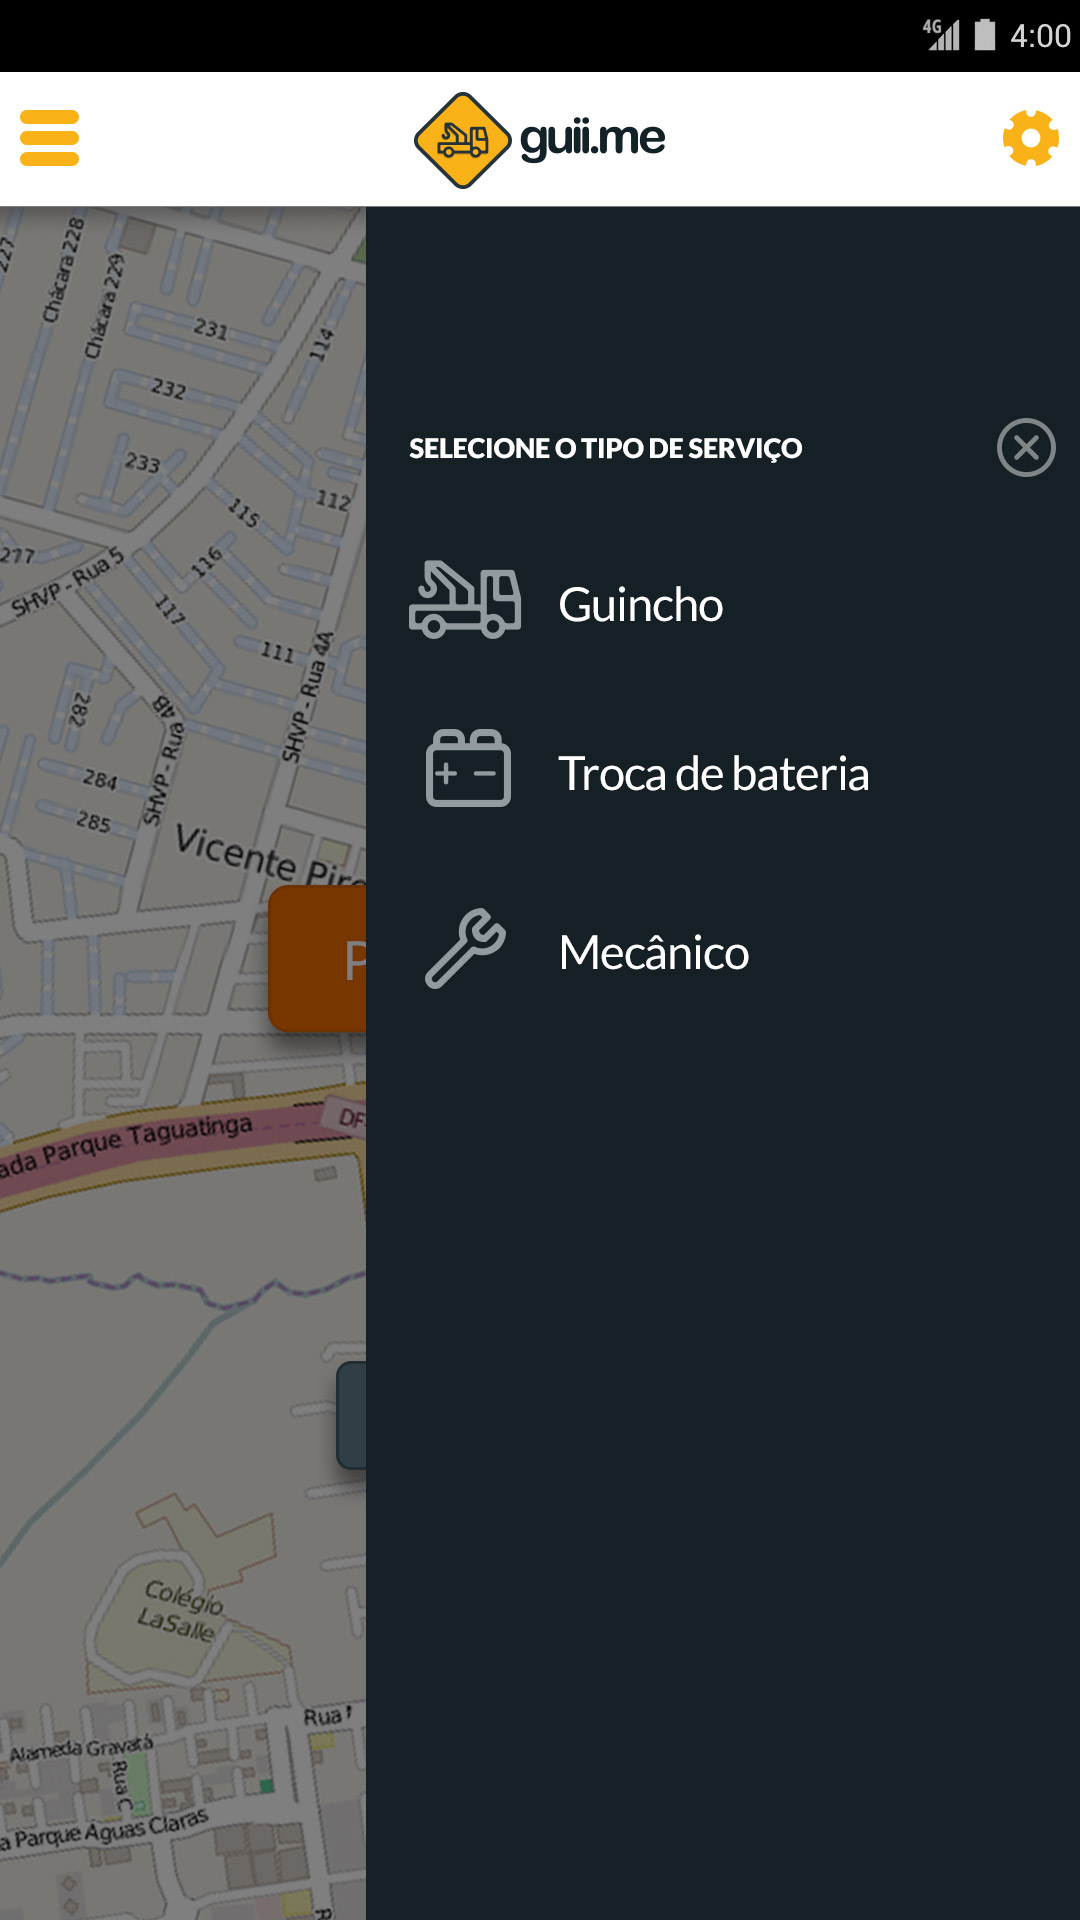 4G 4:00
guii.me
227
Chácara 228
Chácara 229
231
114
232
233
112
115
277
116
SHVP - Rua 5
117
111
SHVP - Rua 4A
282
SHVP - Rua 4B
284
285
Vicente Pire
P
DF
ada Parque Taguatinga
Colégio
LaSalle
Rua
Alameda Gravatá
Rua C
a Parque Águas Claras
SELECIONE O TIPO DE SERVIÇO
Guincho
Troca de bateria
Mecânico